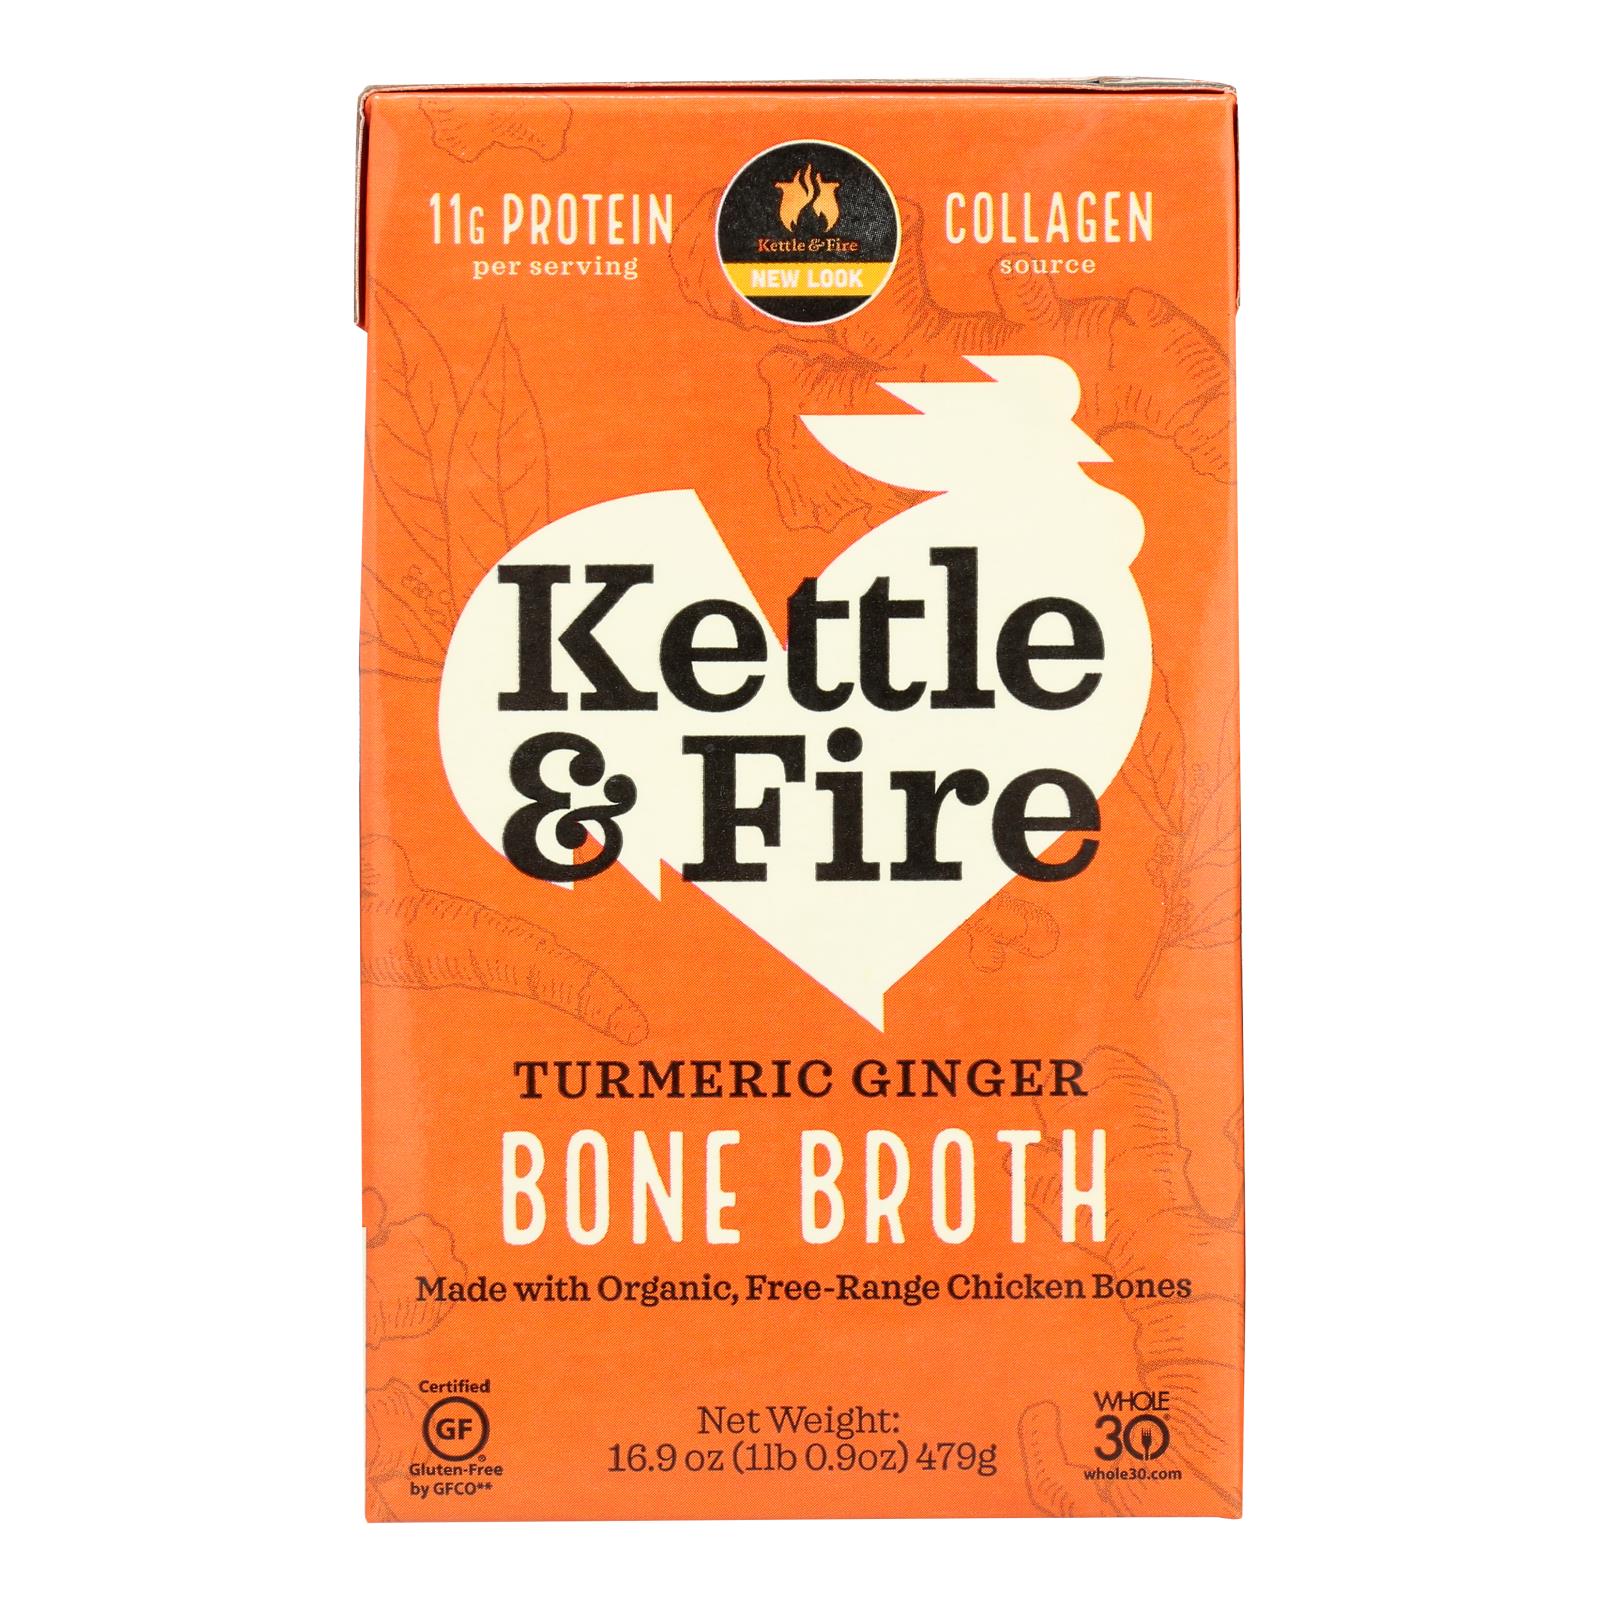 11G PROTEIN
per serving
Kettle & Fire
NEW LOOK
COLLAGEN
source
Kettle
& Fire
TURMERIC GINGER
BONE BROTH
Made with Organic, Free-Range Chicken Bones
Certified
GF®
Gluten-Free
by GFCO**
Net Weight:
16.9 oz (1lb 0.9oz) 479g
WHOLE
30®
whole30.com